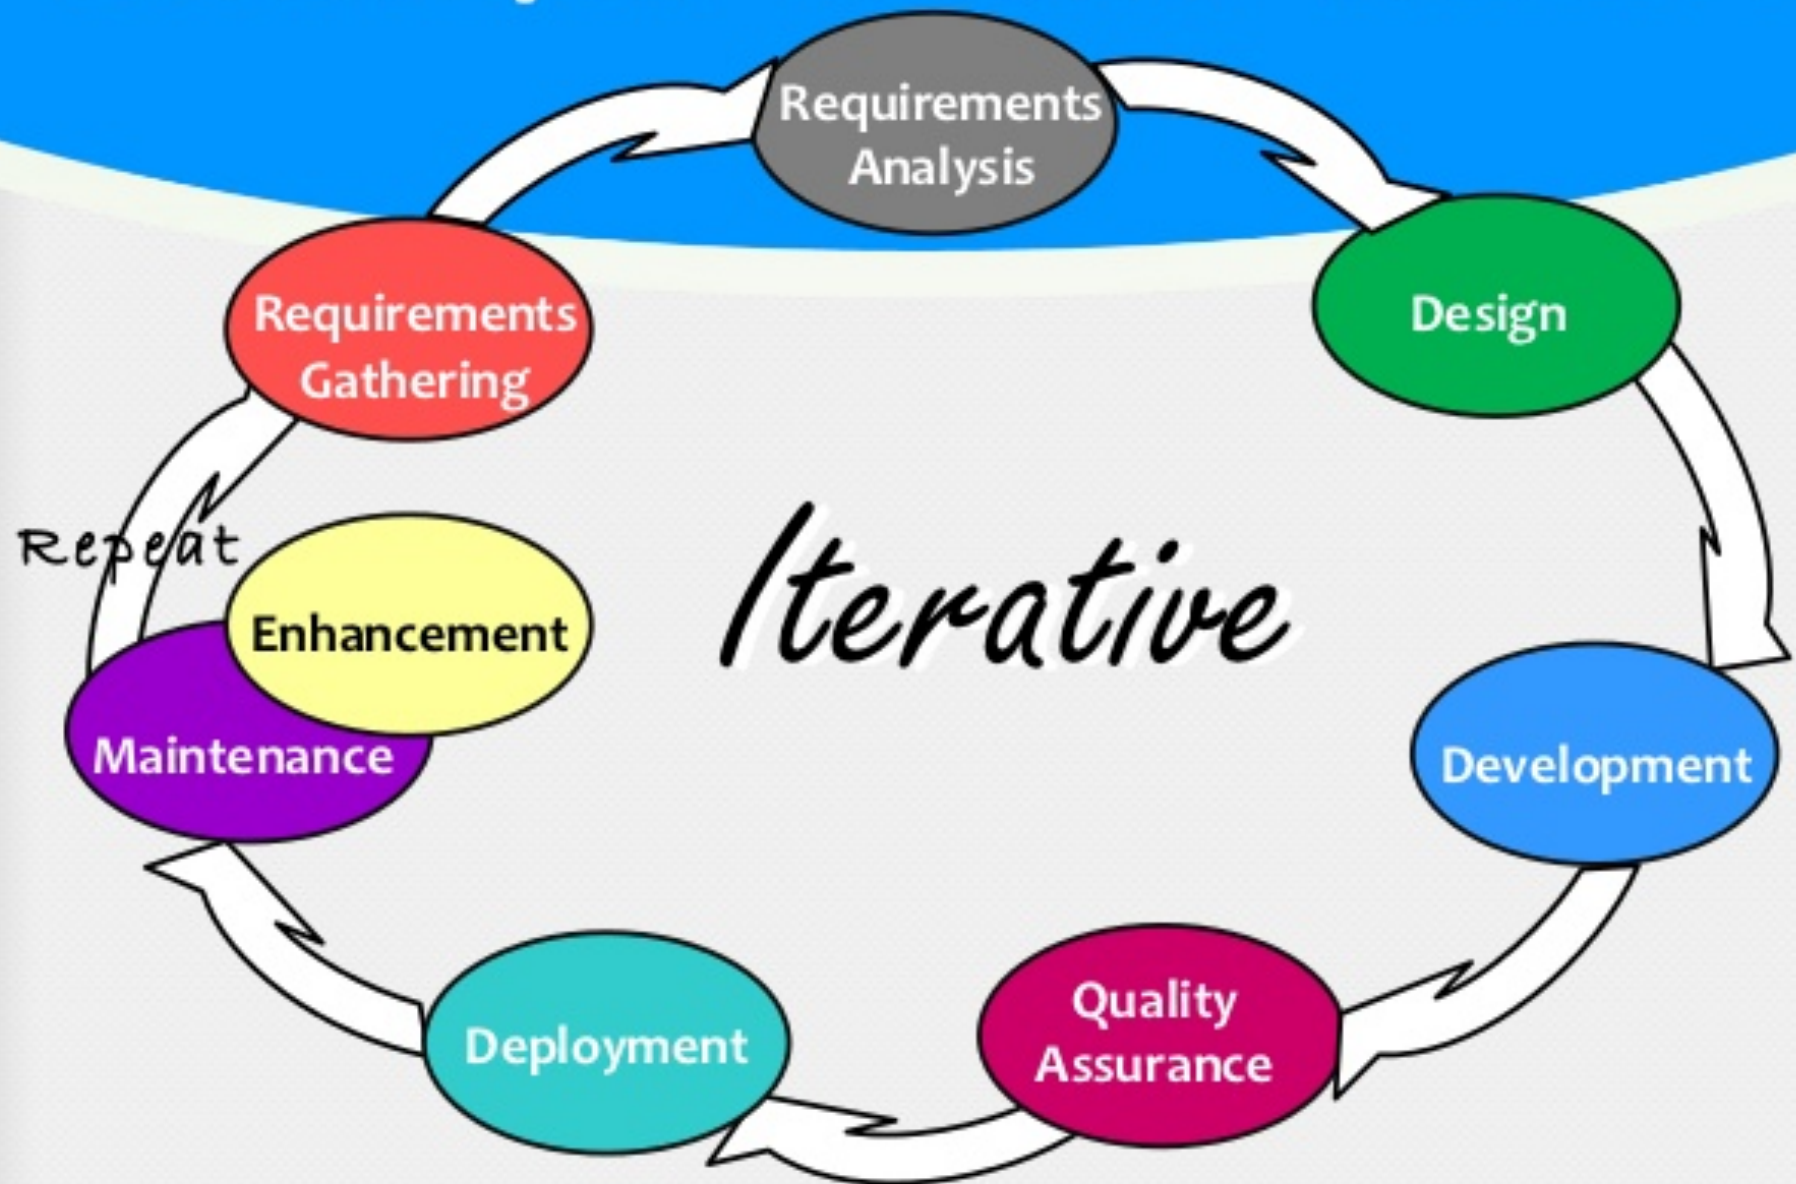 Requirements
Analysis
Requirements
Gathering
Design
Repeat
Enhancement
Iterative
Maintenance
Development
Quality
Assurance
Deployment